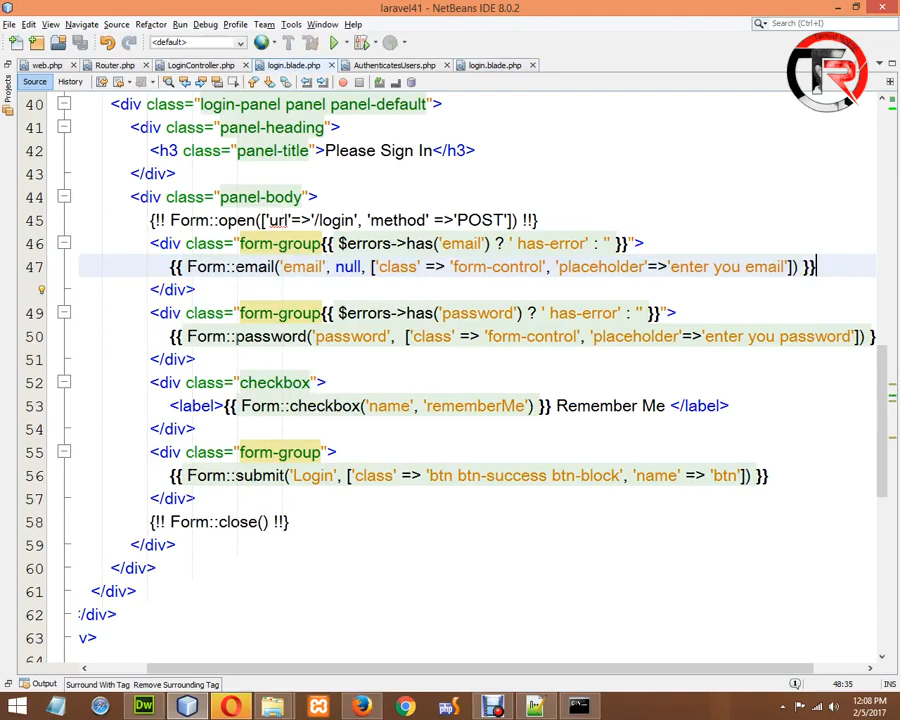 laravel41 - NetBeans IDE 8.0.2
File Edit View Navigate Source Refactor Run Debug Profile Team Tools Window Help
<default>
Search (Ctrl+I)
web.php Router.php LoginController.php login.blade.php AuthenticatesUsers.php login.blade.php
Source History
Projects
40 <div class="login-panel panel panel-default">
41 <div class="panel-heading">
42 <h3 class="panel-title">Please Sign In</h3>
43 </div>
44 <div class="panel-body">
45 {!! Form::open(['url'=>'/login', 'method' =>'POST']) !!}
46 <div class="form-group{{ $errors->has('email') ? ' has-error' : '' }}">
47 {{ Form::email('email', null, ['class' => 'form-control', 'placeholder'=>'enter you email']) }}
</div>
49 <div class="form-group{{ $errors->has('password') ? ' has-error' : '' }}">
50 {{ Form::password('password', ['class' => 'form-control', 'placeholder'=>'enter you password']) }
51 </div>
52 <div class="checkbox">
53 <label>{{ Form::checkbox('name', 'rememberMe') }} Remember Me </label>
54 </div>
55 <div class="form-group">
56 {{ Form::submit('Login', ['class' => 'btn btn-success btn-block', 'name' => 'btn']) }}
57 </div>
58 {!! Form::close() !!}
59 </div>
60 </div>
61 </div>
62 :/div>
63 v>
64
Output Surround With Tag Remove Surrounding Tag 48:35 INS
Dw php
12:08 PM
2/5/2017